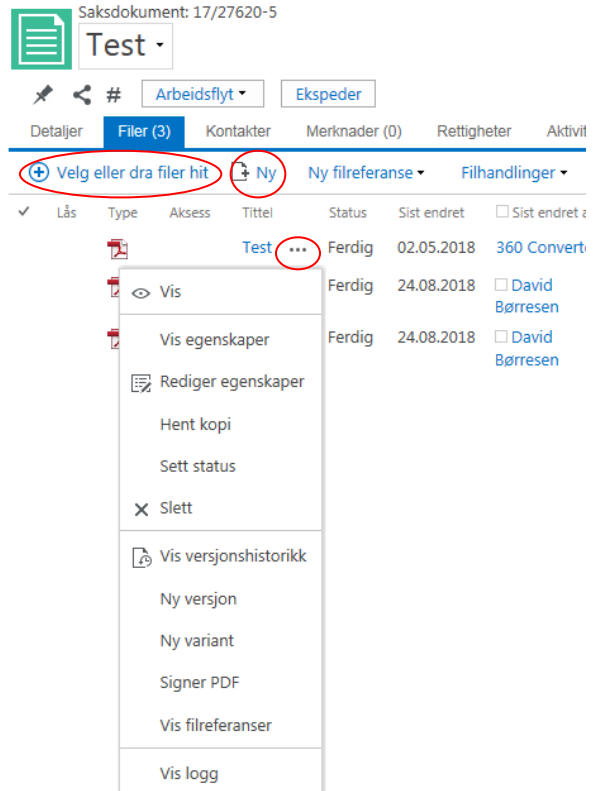 Saksdokument: 17/27620-5
Test
#
Arbeidsflyt
Ekspeder
Detaljer Filer (3) Kontakter Merknader (0) Rettigheter Aktivit
Velg eller dra filer hit Ny Ny filreferanse Filhandlinger
Lås Type Aksess Tittel Status Sist endret Sist endret a
Test ... Ferdig 02.05.2018 360 Converte
Ferdig 24.08.2018 David
Børresen
Ferdig 24.08.2018 David
Børresen
Vis
Vis egenskaper
Rediger egenskaper
Hent kopi
Sett status
Slett
Vis versjonshistorikk
Ny versjon
Ny variant
Signer PDF
Vis filreferanser
Vis logg